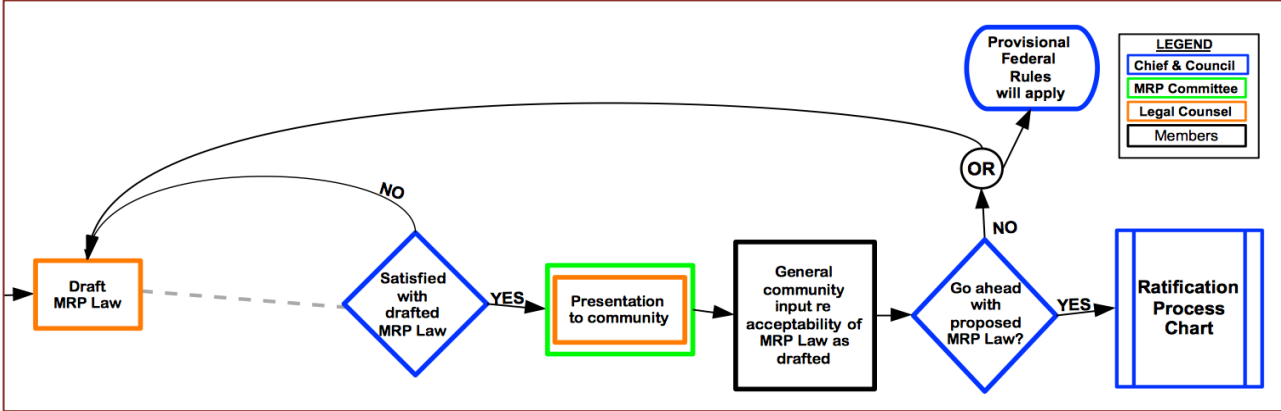 Provisional
Federal
Rules
will apply
LEGEND
Chief & Council
MRP Committee
Legal Counsel
Members
OR
NO
NO
Draft
MRP Law
Satisfied
with
drafted
MRP Law
YES
Presentation
to community
General
community
input re
acceptability of
MRP Law as
drafted
Go ahead
with
proposed
MRP Law?
YES
Ratification
Process
Chart